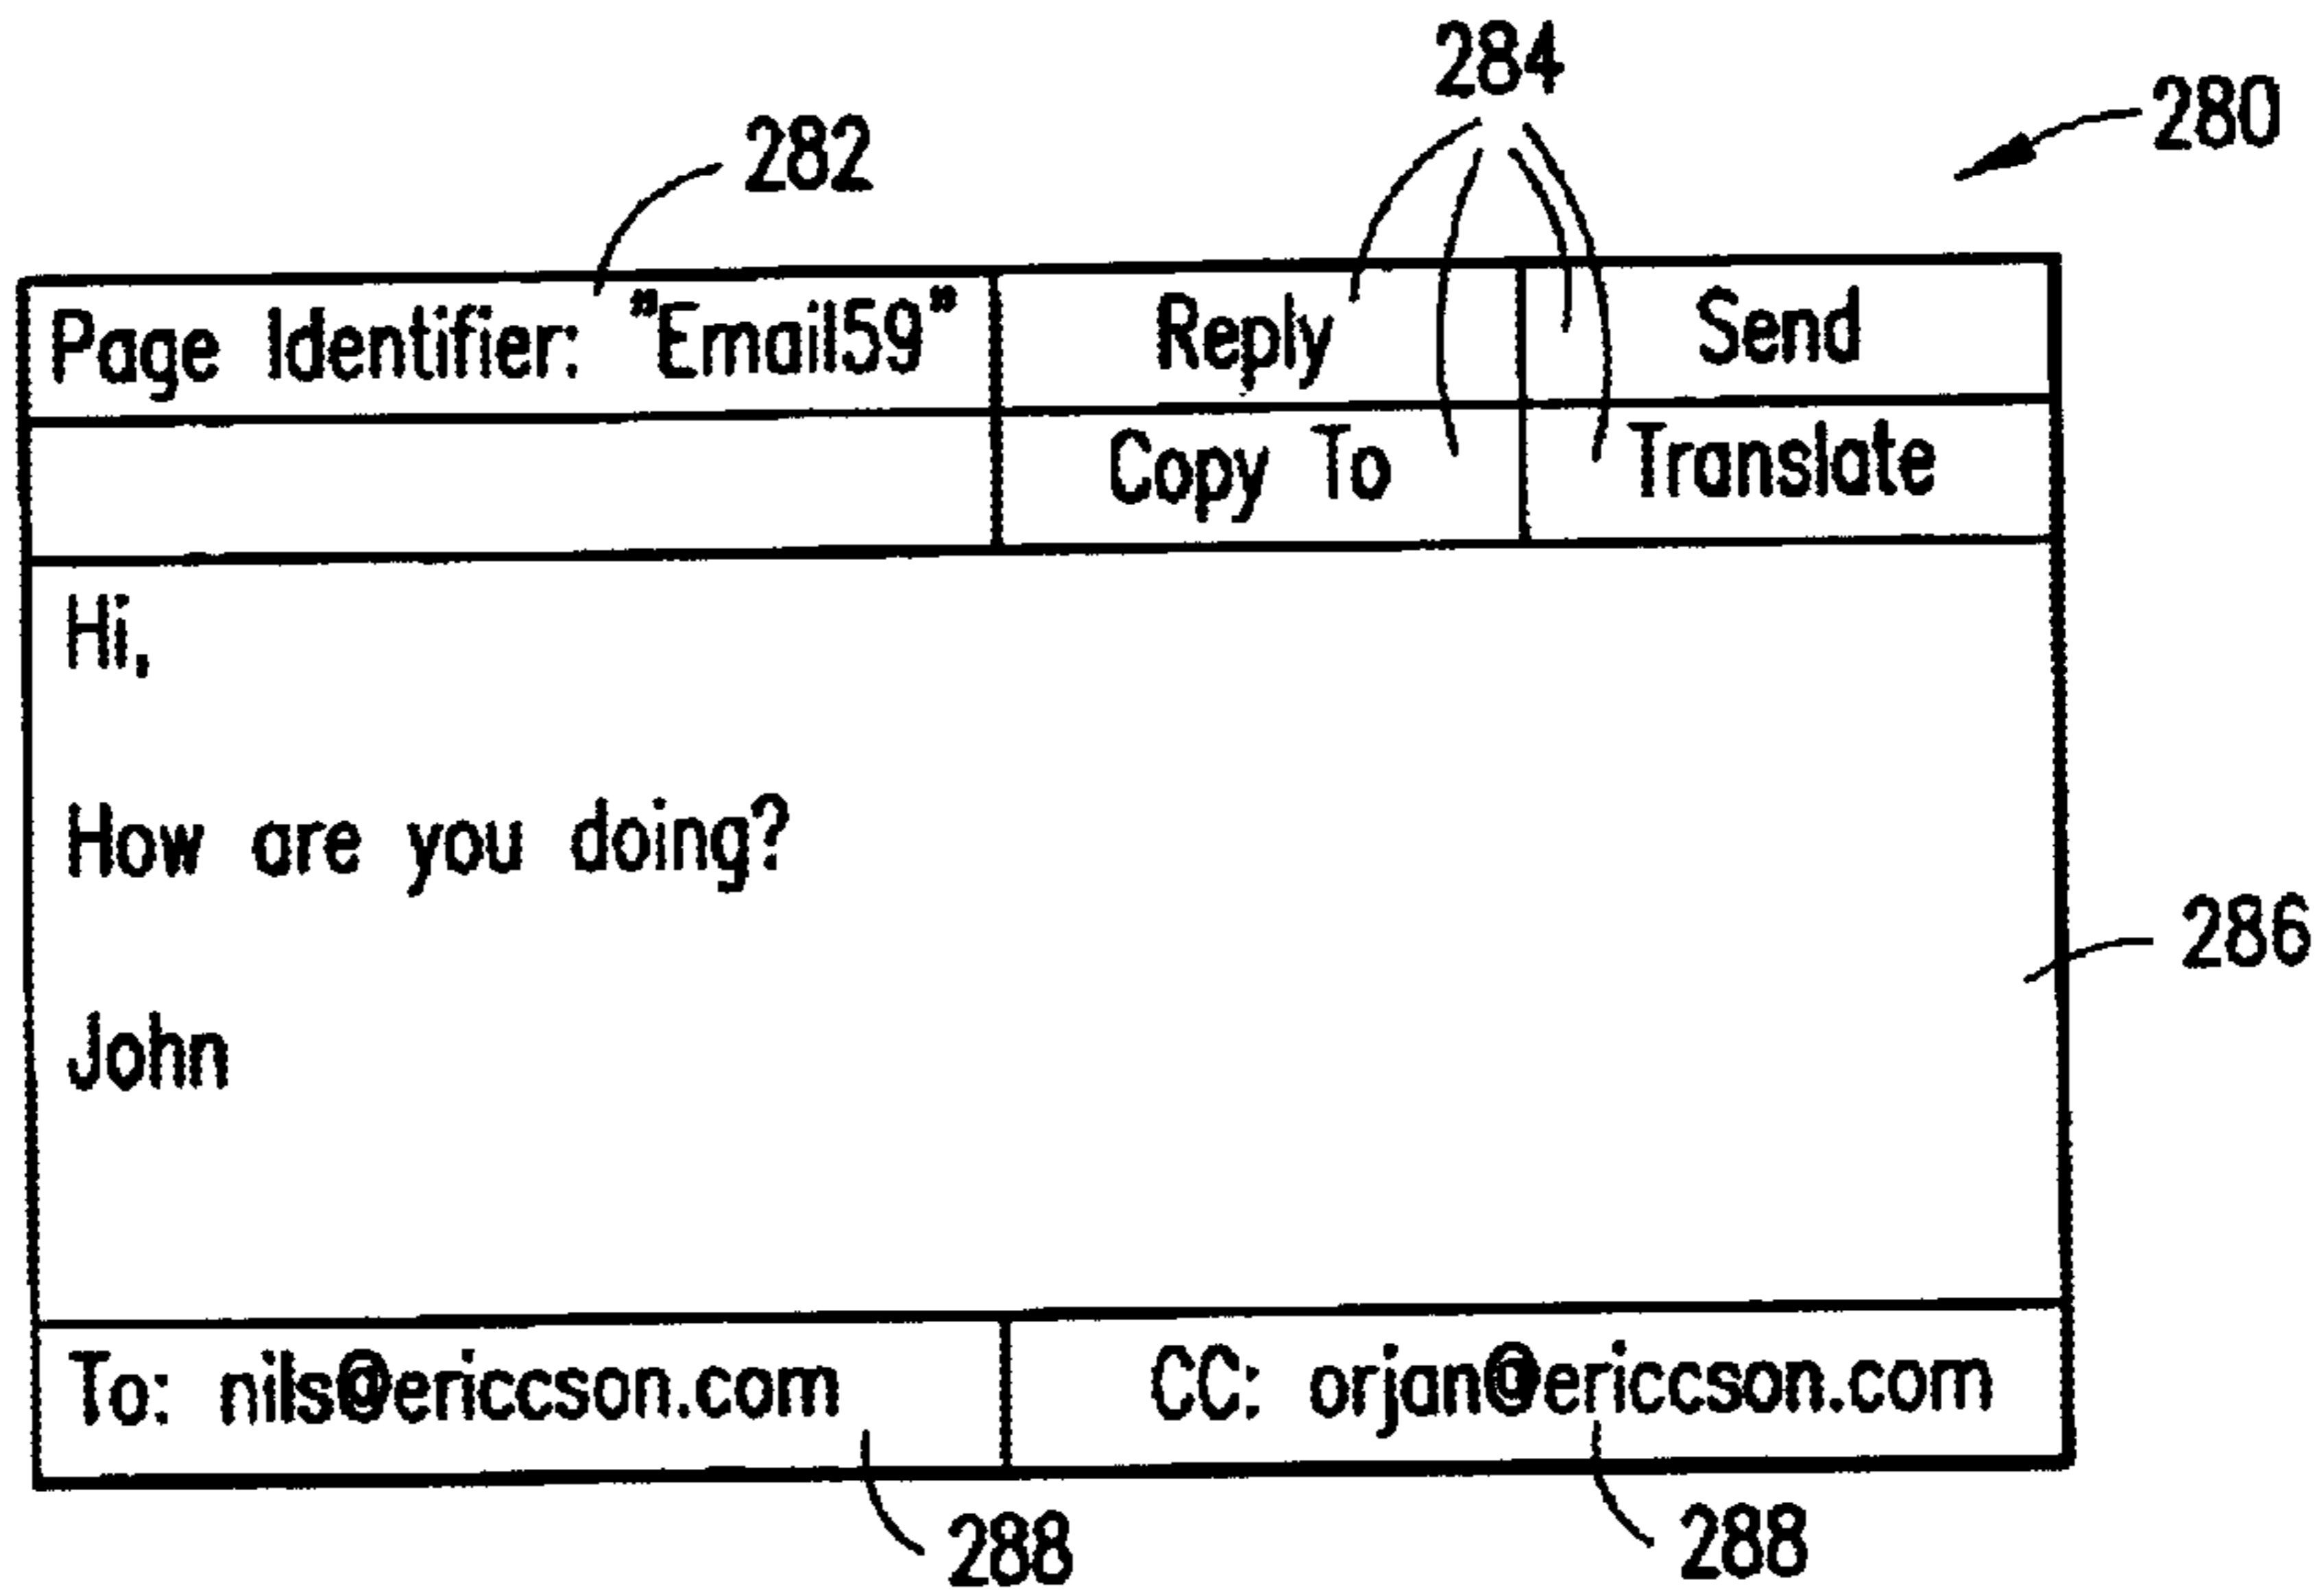 284
280
282
Page Identifier: "Email59" Reply Send
Copy To Translate
Hi,
How are you doing?
286
John
To: nils@ericcson.com CC: orjan@ericcson.com
288 288